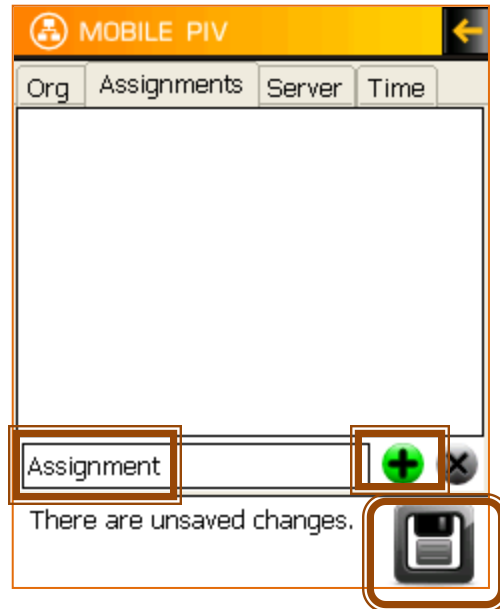 MOBILE PIV
Org Assignments Server Time
Assignment
There are unsaved changes.